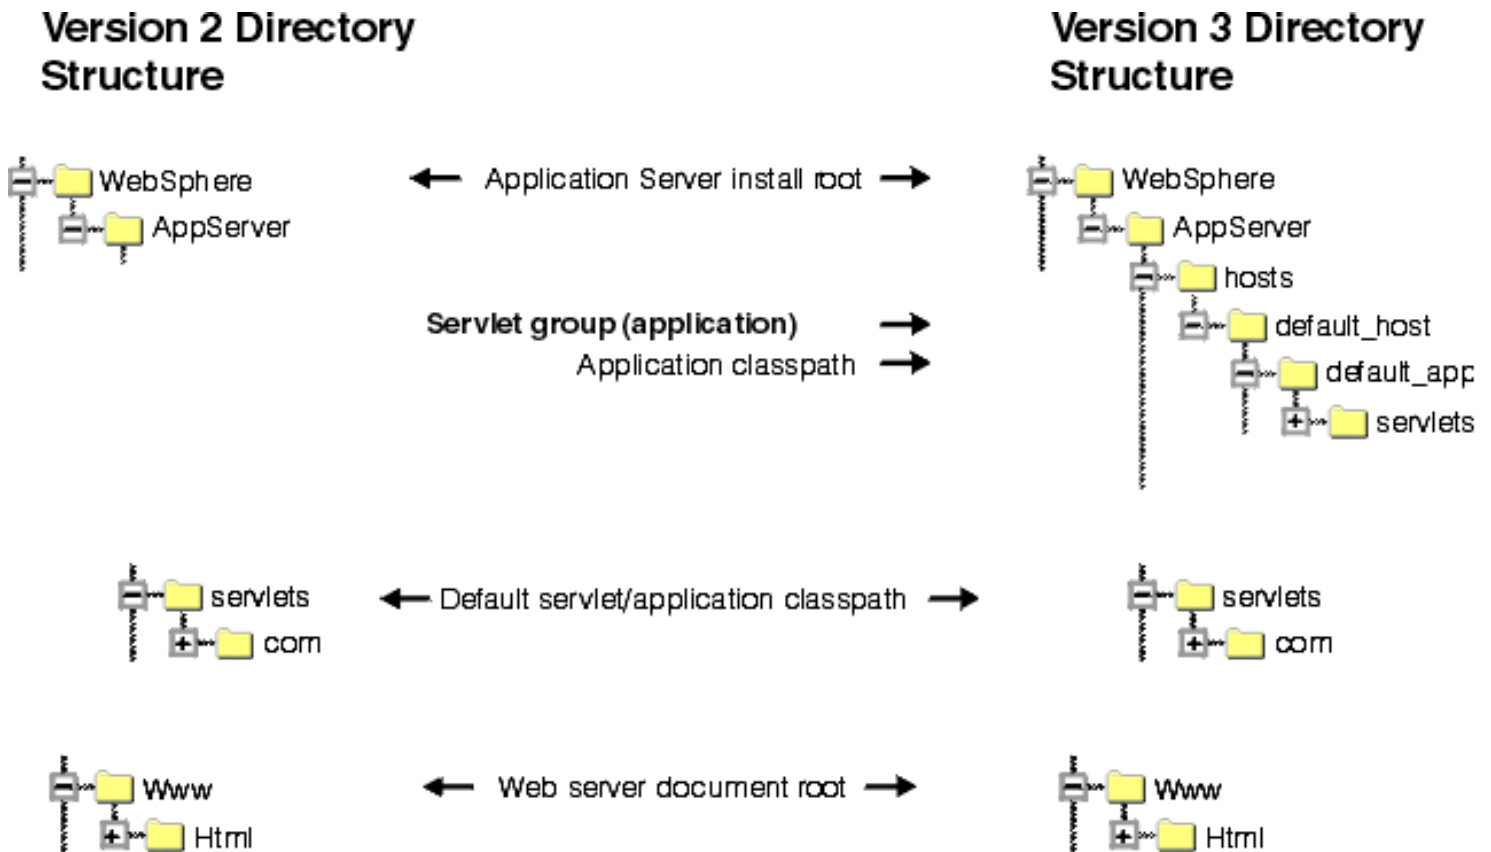 Version 2 Directory
Structure
Version 3 Directory
Structure
WebSphere
Application Server install root
WebSphere
AppServer
AppServer
hosts
Servlet group (application)
default_host
Application classpath
default_app
servlets
servlets
Default servlet/application classpath
servlets
com
com
Www
Web server document root
Www
Html
Html